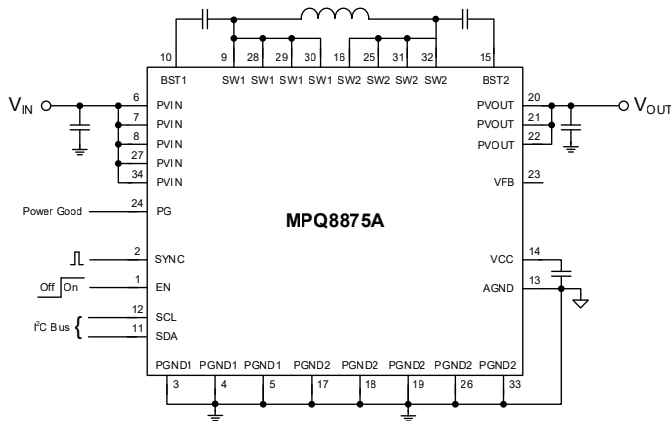 10 9 28 29 30 16 25 31 32 15
BST1 SW1 SW1 SW1 SW1 SW2 SW2 SW2 SW2 BST2
VIN 6 PVIN PVOUT 20 VOUT
7 PVIN PVOUT 21
8 PVIN PVOUT 22
27 PVIN
34 PVIN VFB 23
Power Good 24 PG
MPQ8875A
2 SYNC VCC 14
Off On 1 EN AGND 13
I²C Bus { 12 SCL
11 SDA
PGND1 PGND1 PGND1 PGND2 PGND2 PGND2 PGND2 PGND2
3 4 5 17 18 19 26 33